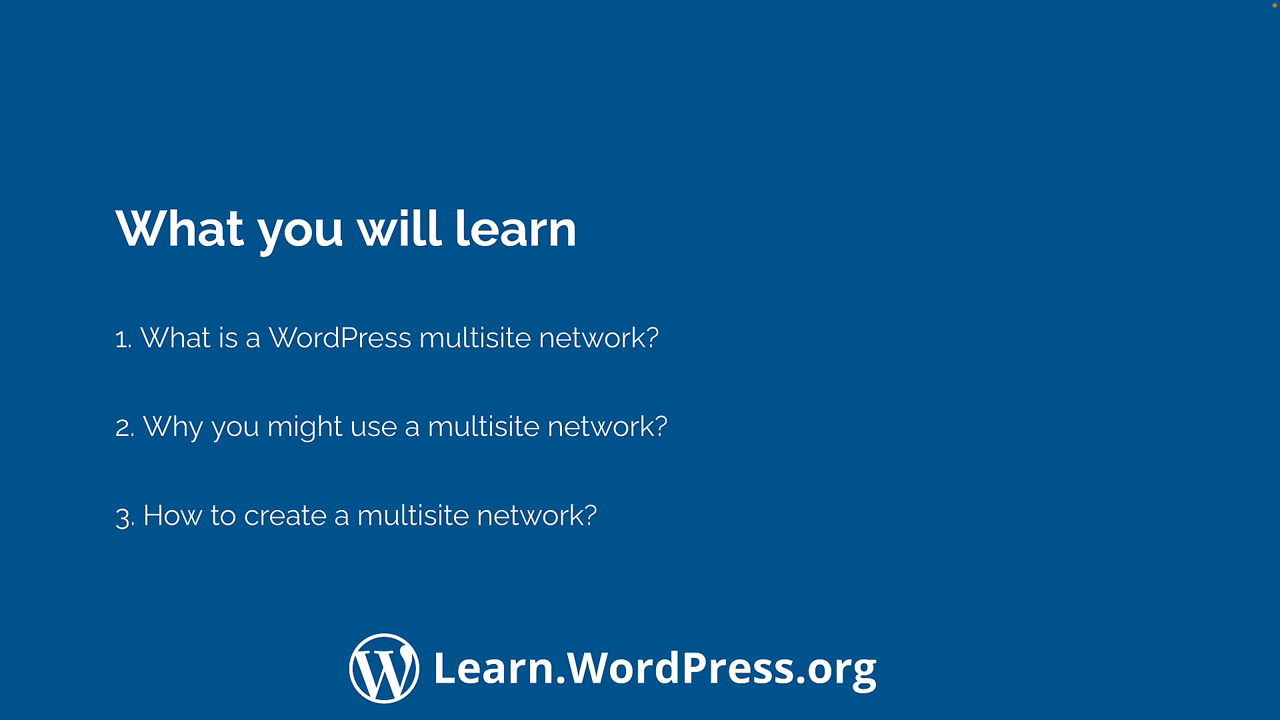 What you will learn
1. What is a WordPress multisite network?
2. Why you might use a multisite network?
3. How to create a multisite network?
Learn.WordPress.org